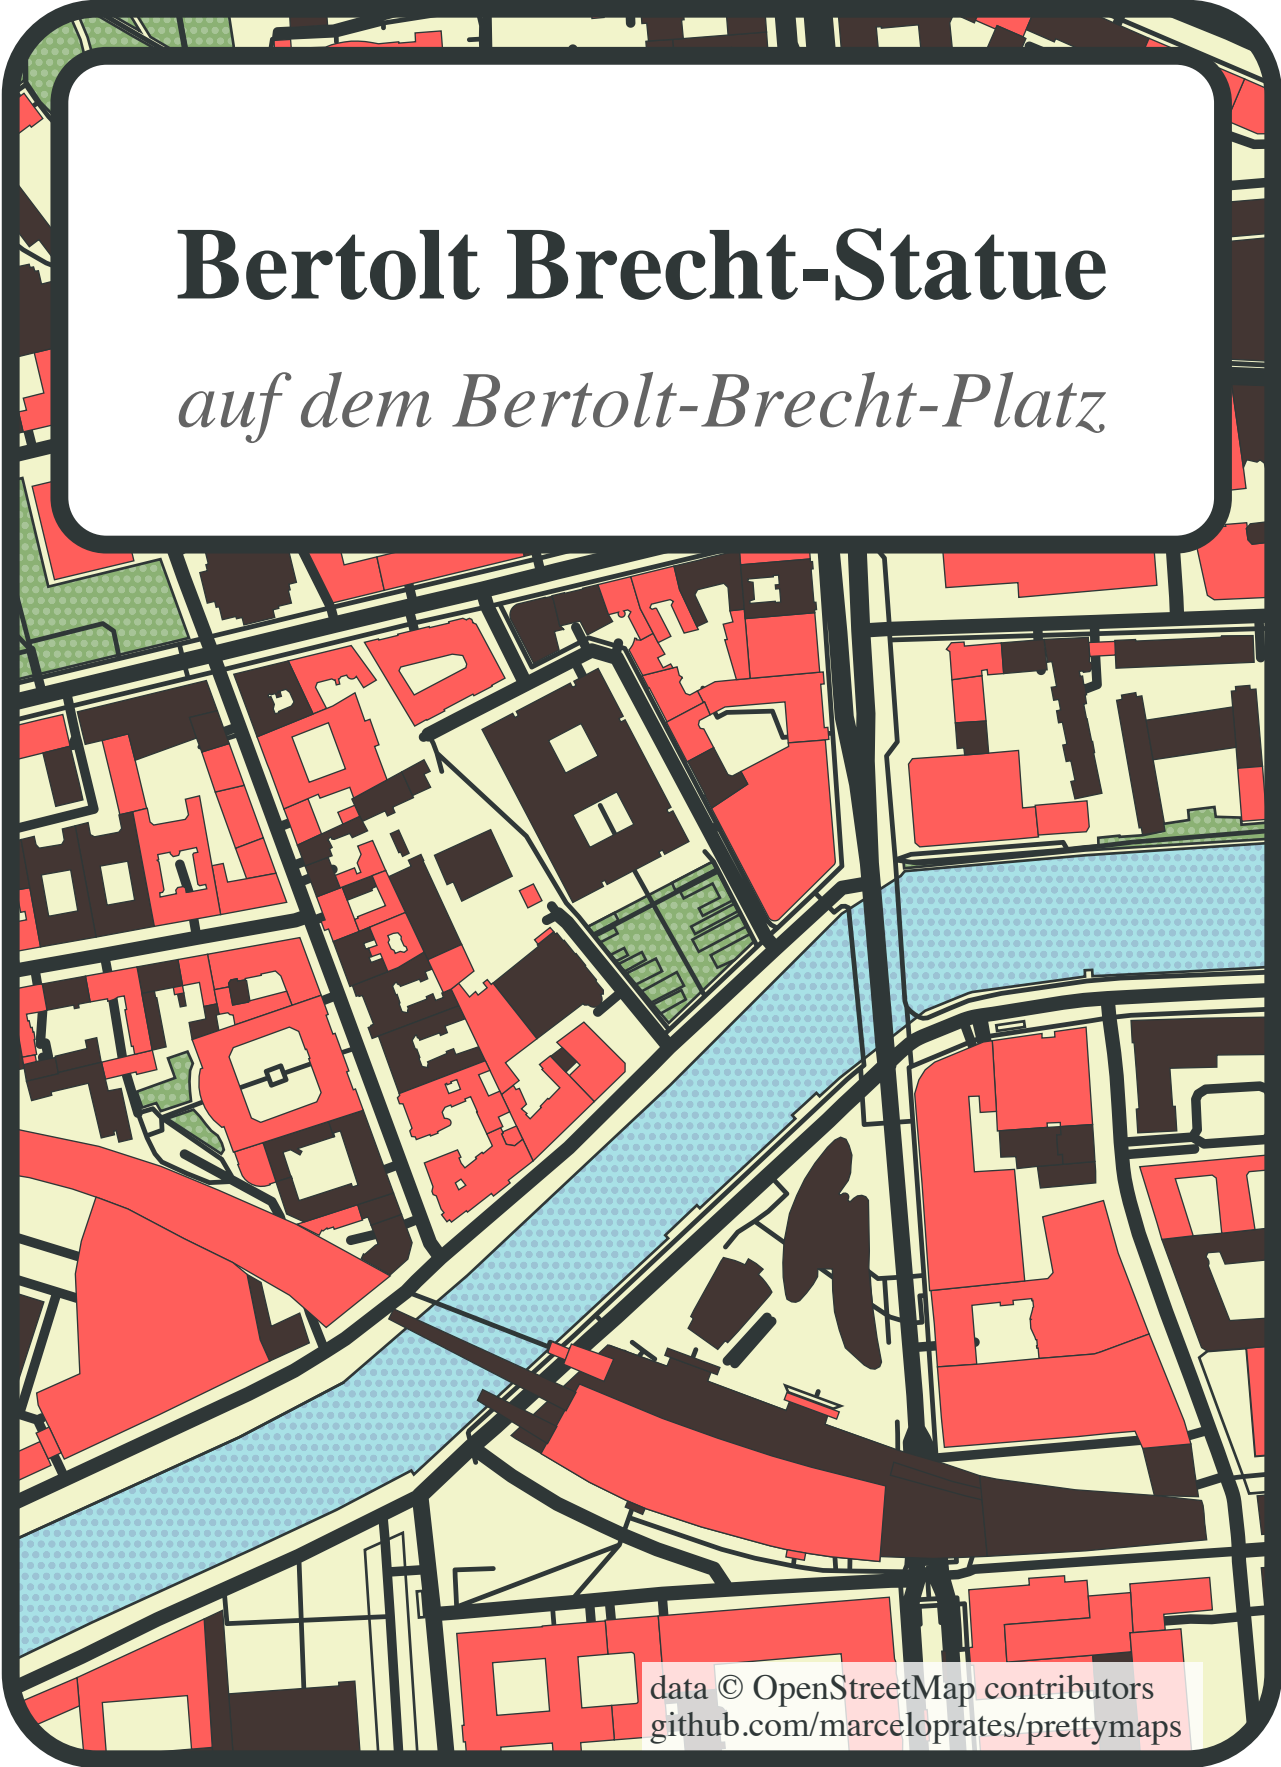 Bertolt Brecht-Statue
auf dem Bertolt-Brecht-Platz
data © OpenStreetMap contributors
github.com/marceloprates/prettymaps